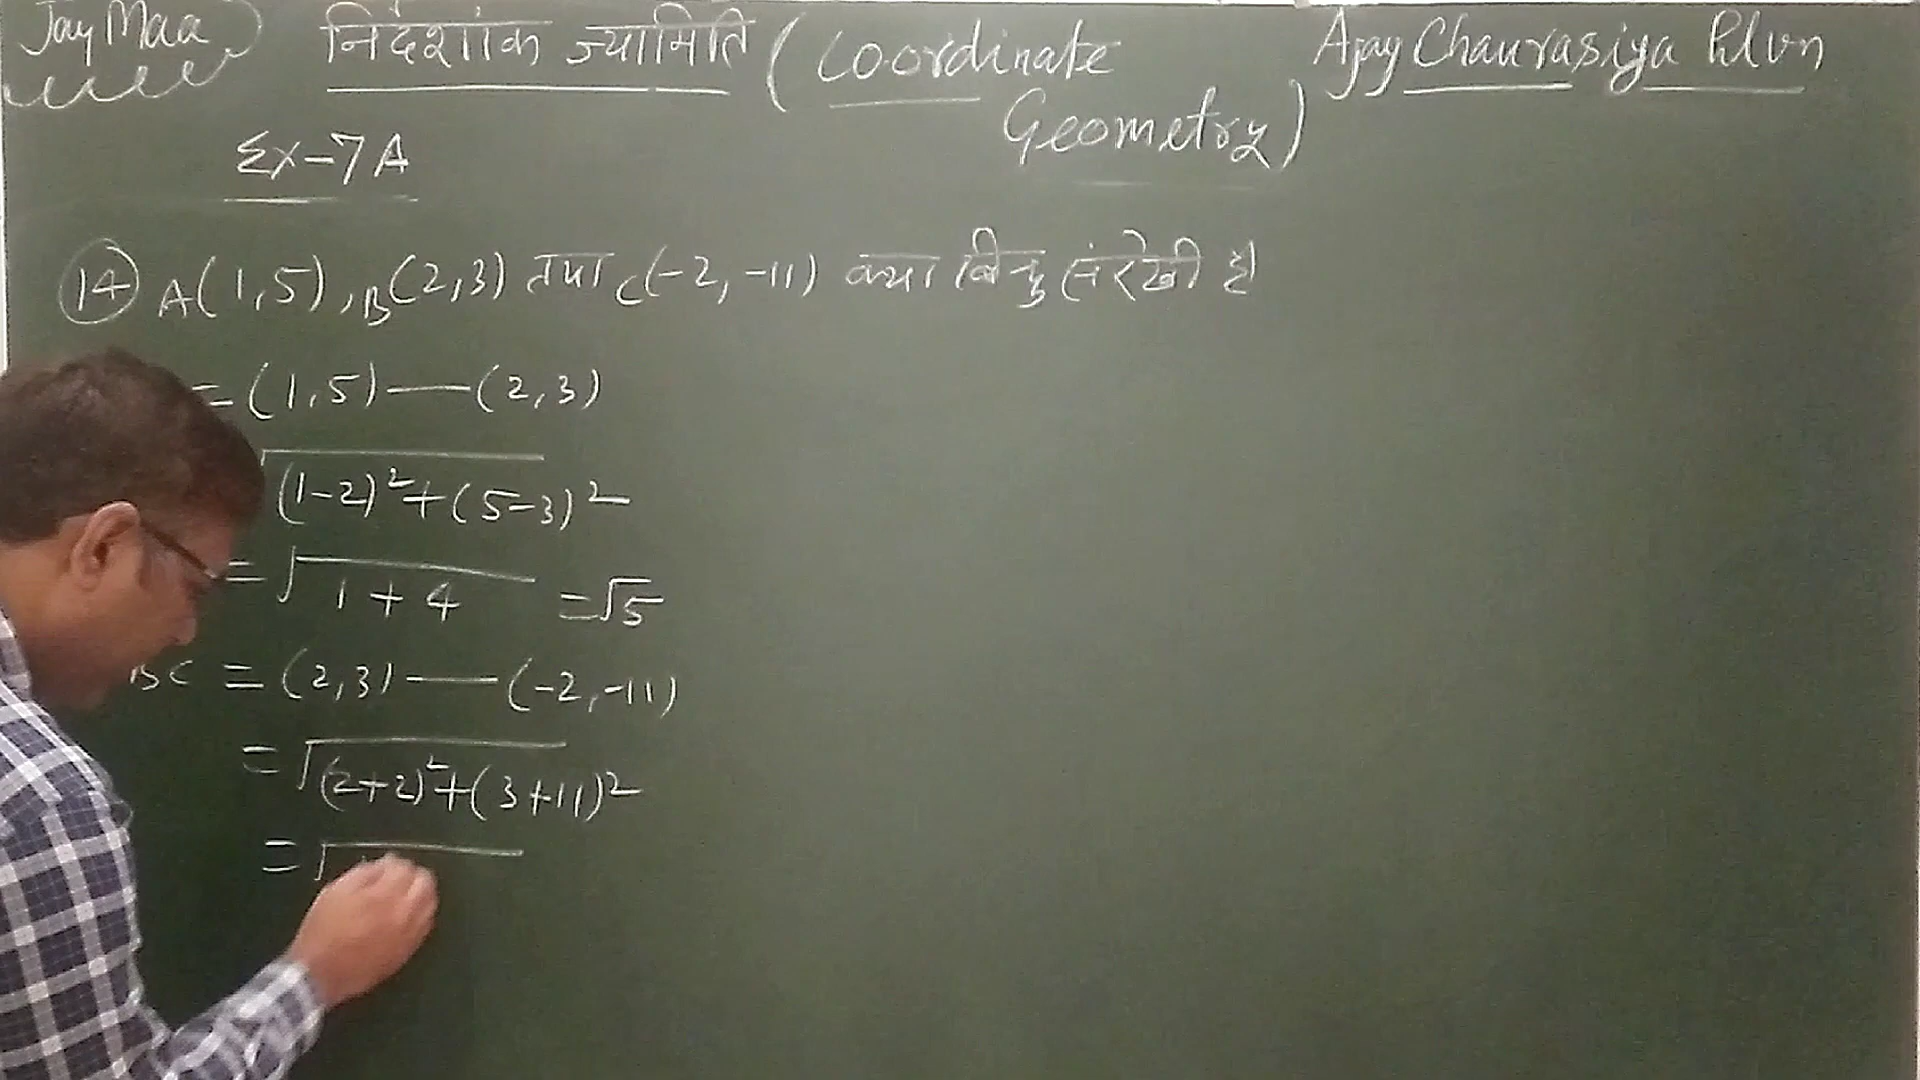 Jay Maa
निर्देशांक ज्यामिति (Coordinate Geometry)
Ajay Chaurasiya
Ex-7A
14 A(1,5), B(2,3) तथा C(-2,-11) क्या बिन्दु संरेखी है
= (1,5) — (2,3)
(1-2)²+(5-3)²
= √1+4 = √5
BC = (2,3) — (-2,-11)
= √(2+2)²+(3+11)²
= √